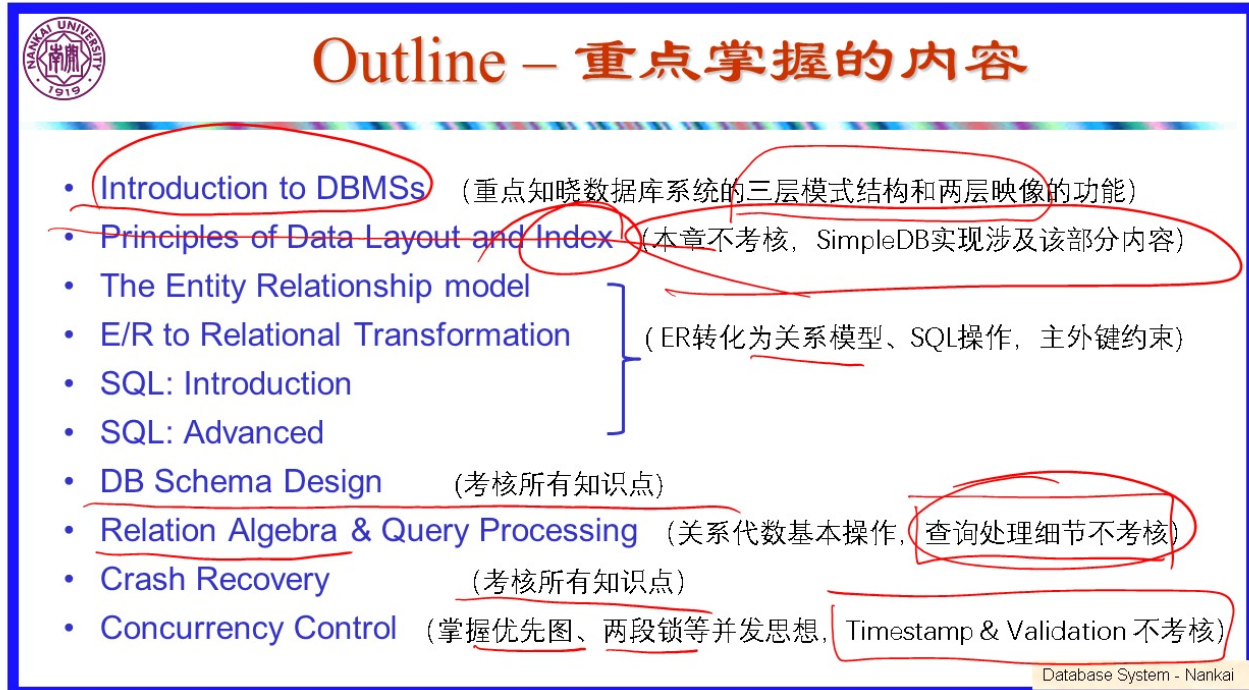 NANKAI UNIVERSITY
南開
1919
Outline – 重点掌握的内容
• Introduction to DBMSs （重点知晓数据库系统的三层模式结构和两层映像的功能）
• Principles of Data Layout and Index （本章不考核，SimpleDB实现涉及该部分内容）
• The Entity Relationship model
• E/R to Relational Transformation （ER转化为关系模型、SQL操作，主外键约束）
• SQL: Introduction
• SQL: Advanced
• DB Schema Design （考核所有知识点）
• Relation Algebra & Query Processing （关系代数基本操作，查询处理细节不考核）
• Crash Recovery （考核所有知识点）
• Concurrency Control （掌握优先图、两段锁等并发思想，Timestamp & Validation 不考核）
Database System - Nankai